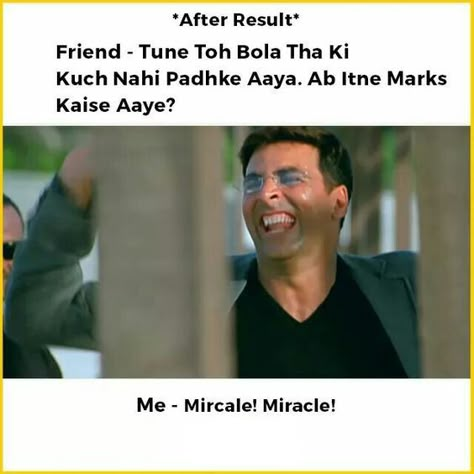 *After Result*
Friend - Tune Toh Bola Tha Ki
Kuch Nahi Padhke Aaya. Ab Itne Marks
Kaise Aaye?
Me - Mircale! Miracle!